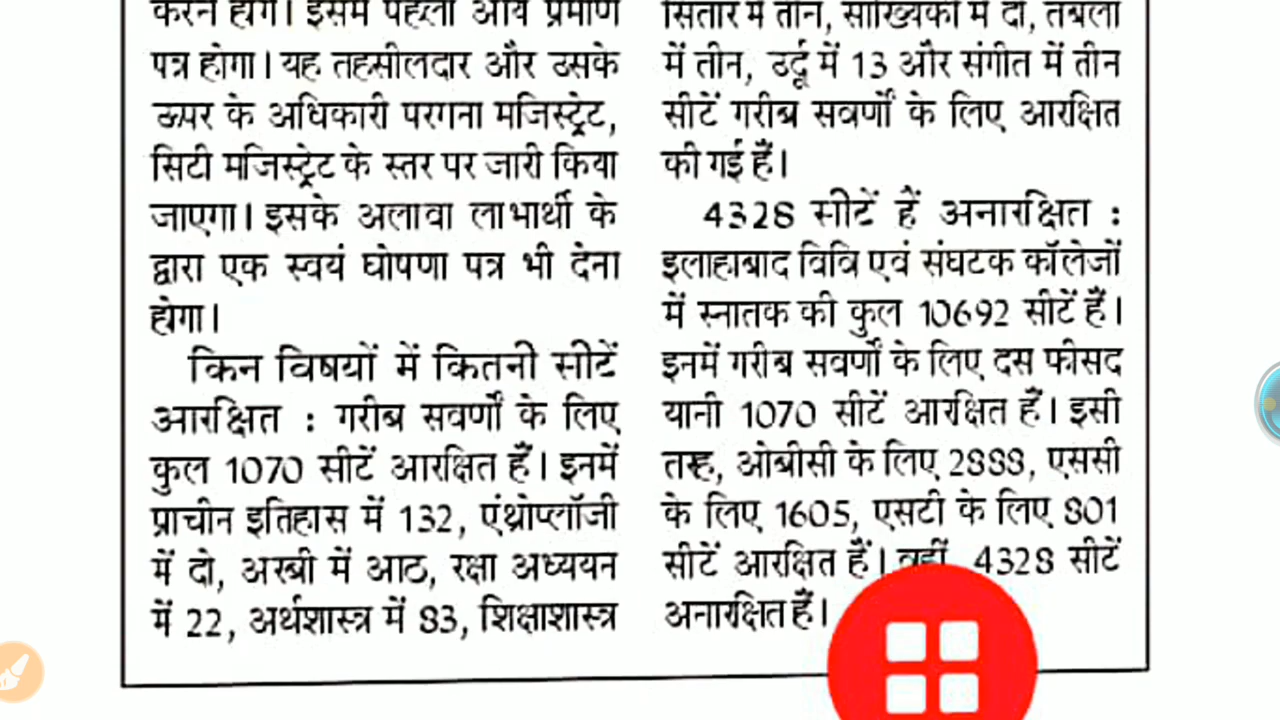 करने होंगे। इसमें पहला आय प्रमाण
पत्र होगा। यह तहसीलदार और उसके
ऊपर के अधिकारी परगना मजिस्ट्रेट,
सिटी मजिस्ट्रेट के स्तर पर जारी किया
जाएगा। इसके अलावा लाभार्थी के
द्वारा एक स्वयं घोषणा पत्र भी देना
होगा।
किन विषयों में कितनी सीटें
आरक्षित : गरीब सवर्णों के लिए
कुल 1070 सीटें आरक्षित हैं। इनमें
प्राचीन इतिहास में 132, एंथ्रोप्लॉजी
में दो, अरबी में आठ, रक्षा अध्ययन
में 22, अर्थशास्त्र में 83, शिक्षाशास्त्र
सितार में तीन, सांख्यिकी में दो, तबला
में तीन, उर्दू में 13 और संगीत में तीन
सीटें गरीब सवर्णों के लिए आरक्षित
की गई हैं।
4328 सीटें हैं अनारक्षित :
इलाहाबाद विवि एवं संघटक कॉलेजों
में स्नातक की कुल 10692 सीटें हैं।
इनमें गरीब सवर्णों के लिए दस फीसद
यानी 1070 सीटें आरक्षित हैं। इसी
तरह, ओबीसी के लिए 2888, एससी
के लिए 1605, एसटी के लिए 801
सीटें आरक्षित हैं। वहीं 4328 सीटें
अनारक्षित हैं।